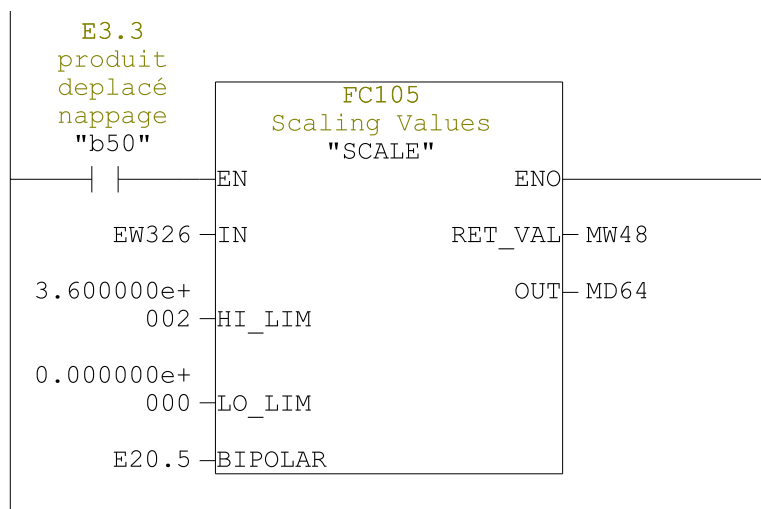 E3.3
produit
deplacé
nappage
"b50"
FC105
Scaling Values
"SCALE"
EN
ENO
EW326
IN
RET_VAL
MW48
3.600000e+
002
HI_LIM
OUT
MD64
0.000000e+
000
LO_LIM
E20.5
BIPOLAR